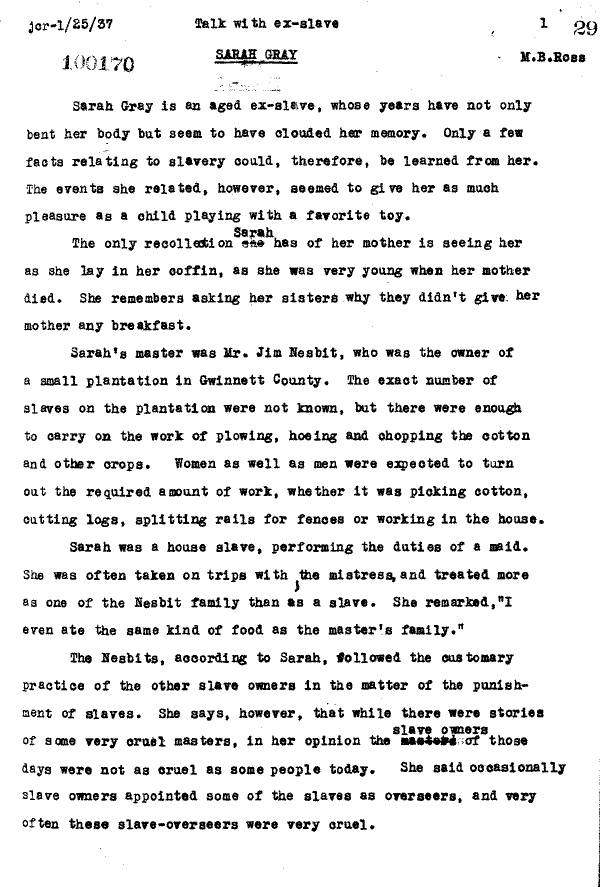 jcr-1/25/37 Talk with ex-slave 1 29
100170 SARAH GRAY M.B.Ross
Sarah Gray is an aged ex-slave, whose years have not only
bent her body but seem to have clouded her memory. Only a few
facts relating to slavery could, therefore, be learned from her.
The events she related, however, seemed to give her as much
pleasure as a child playing with a favorite toy.
Sarah
The only recollection she has of her mother is seeing her
as she lay in her coffin, as she was very young when her mother
died. She remembers asking her sisters why they didn't give her
mother any breakfast.
Sarah's master was Mr. Jim Nesbit, who was the owner of
a small plantation in Gwinnett County. The exact number of
slaves on the plantation were not known, but there were enough
to carry on the work of plowing, hoeing and chopping the cotton
and other crops. Women as well as men were expected to turn
out the required amount of work, whether it was picking cotton,
cutting logs, splitting rails for fences or working in the house.
Sarah was a house slave, performing the duties of a maid.
She was often taken on trips with the mistress, and treated more
as one of the Nesbit family than as a slave. She remarked,"I
even ate the same kind of food as the master's family."
The Nesbits, according to Sarah, followed the customary
practice of the other slave owners in the matter of the punish-
ment of slaves. She says, however, that while there were stories
slave owners
of some very cruel masters, in her opinion the masters of those
days were not as cruel as some people today. She said occasionally
slave owners appointed some of the slaves as overseers, and very
often these slave-overseers were very cruel.